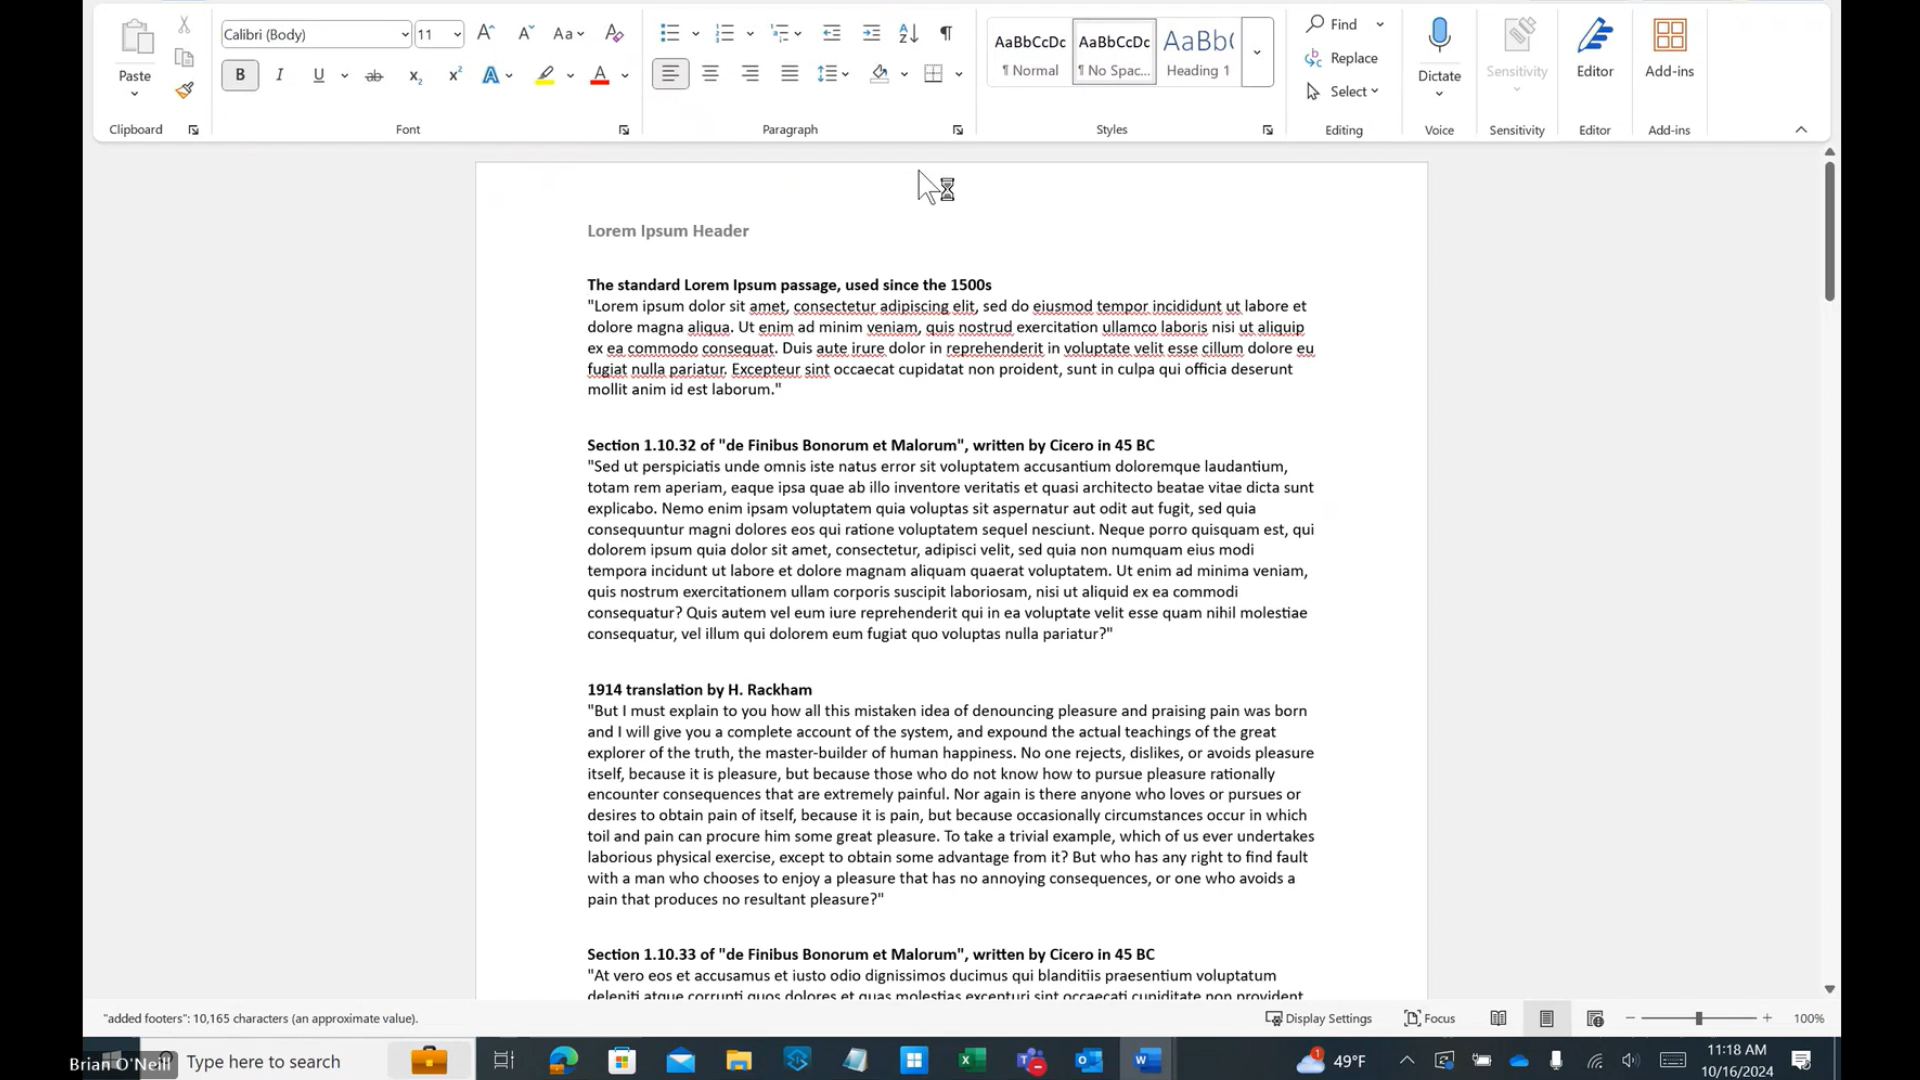 Calibri (Body)
11
Aa
Find
AaBbCcDc
AaBbCcDc
AaBb(
Replace
Paste
¶ Normal
¶ No Spac...
Heading 1
Dictate
Sensitivity
Editor
Add-ins
B I U ab x₂ x² A A
Select
Clipboard
Font
Paragraph
Styles
Editing
Voice
Sensitivity
Editor
Add-ins
Lorem Ipsum Header
The standard Lorem Ipsum passage, used since the 1500s
"Lorem ipsum dolor sit amet, consectetur adipiscing elit, sed do eiusmod tempor incididunt ut labore et
dolore magna aliqua. Ut enim ad minim veniam, quis nostrud exercitation ullamco laboris nisi ut aliquip
ex ea commodo consequat. Duis aute irure dolor in reprehenderit in voluptate velit esse cillum dolore eu
fugiat nulla pariatur. Excepteur sint occaecat cupidatat non proident, sunt in culpa qui officia deserunt
mollit anim id est laborum."
Section 1.10.32 of "de Finibus Bonorum et Malorum", written by Cicero in 45 BC
"Sed ut perspiciatis unde omnis iste natus error sit voluptatem accusantium doloremque laudantium,
totam rem aperiam, eaque ipsa quae ab illo inventore veritatis et quasi architecto beatae vitae dicta sunt
explicabo. Nemo enim ipsam voluptatem quia voluptas sit aspernatur aut odit aut fugit, sed quia
consequuntur magni dolores eos qui ratione voluptatem sequi nesciunt. Neque porro quisquam est, qui
dolorem ipsum quia dolor sit amet, consectetur, adipisci velit, sed quia non numquam eius modi
tempora incidunt ut labore et dolore magnam aliquam quaerat voluptatem. Ut enim ad minima veniam,
quis nostrum exercitationem ullam corporis suscipit laboriosam, nisi ut aliquid ex ea commodi
consequatur? Quis autem vel eum iure reprehenderit qui in ea voluptate velit esse quam nihil molestiae
consequatur, vel illum qui dolorem eum fugiat quo voluptas nulla pariatur?"
1914 translation by H. Rackham
"But I must explain to you how all this mistaken idea of denouncing pleasure and praising pain was born
and I will give you a complete account of the system, and expound the actual teachings of the great
explorer of the truth, the master-builder of human happiness. No one rejects, dislikes, or avoids pleasure
itself, because it is pleasure, but because those who do not know how to pursue pleasure rationally
encounter consequences that are extremely painful. Nor again is there anyone who loves or pursues or
desires to obtain pain of itself, because it is pain, but because occasionally circumstances occur in which
toil and pain can procure him some great pleasure. To take a trivial example, which of us ever undertakes
laborious physical exercise, except to obtain some advantage from it? But who has any right to find fault
with a man who chooses to enjoy a pleasure that has no annoying consequences, or one who avoids a
pain that produces no resultant pleasure?"
Section 1.10.33 of "de Finibus Bonorum et Malorum", written by Cicero in 45 BC
"At vero eos et accusamus et iusto odio dignissimos ducimus qui blanditiis praesentium voluptatum
deleniti atque corrupti quos dolores et quas molestias excepturi sint occaecati cupiditate non provident,
"added footers": 10,165 characters (an approximate value).
Display Settings
Focus
100%
Brian O'Neill
Type here to search
49°F
11:18 AM
10/16/2024